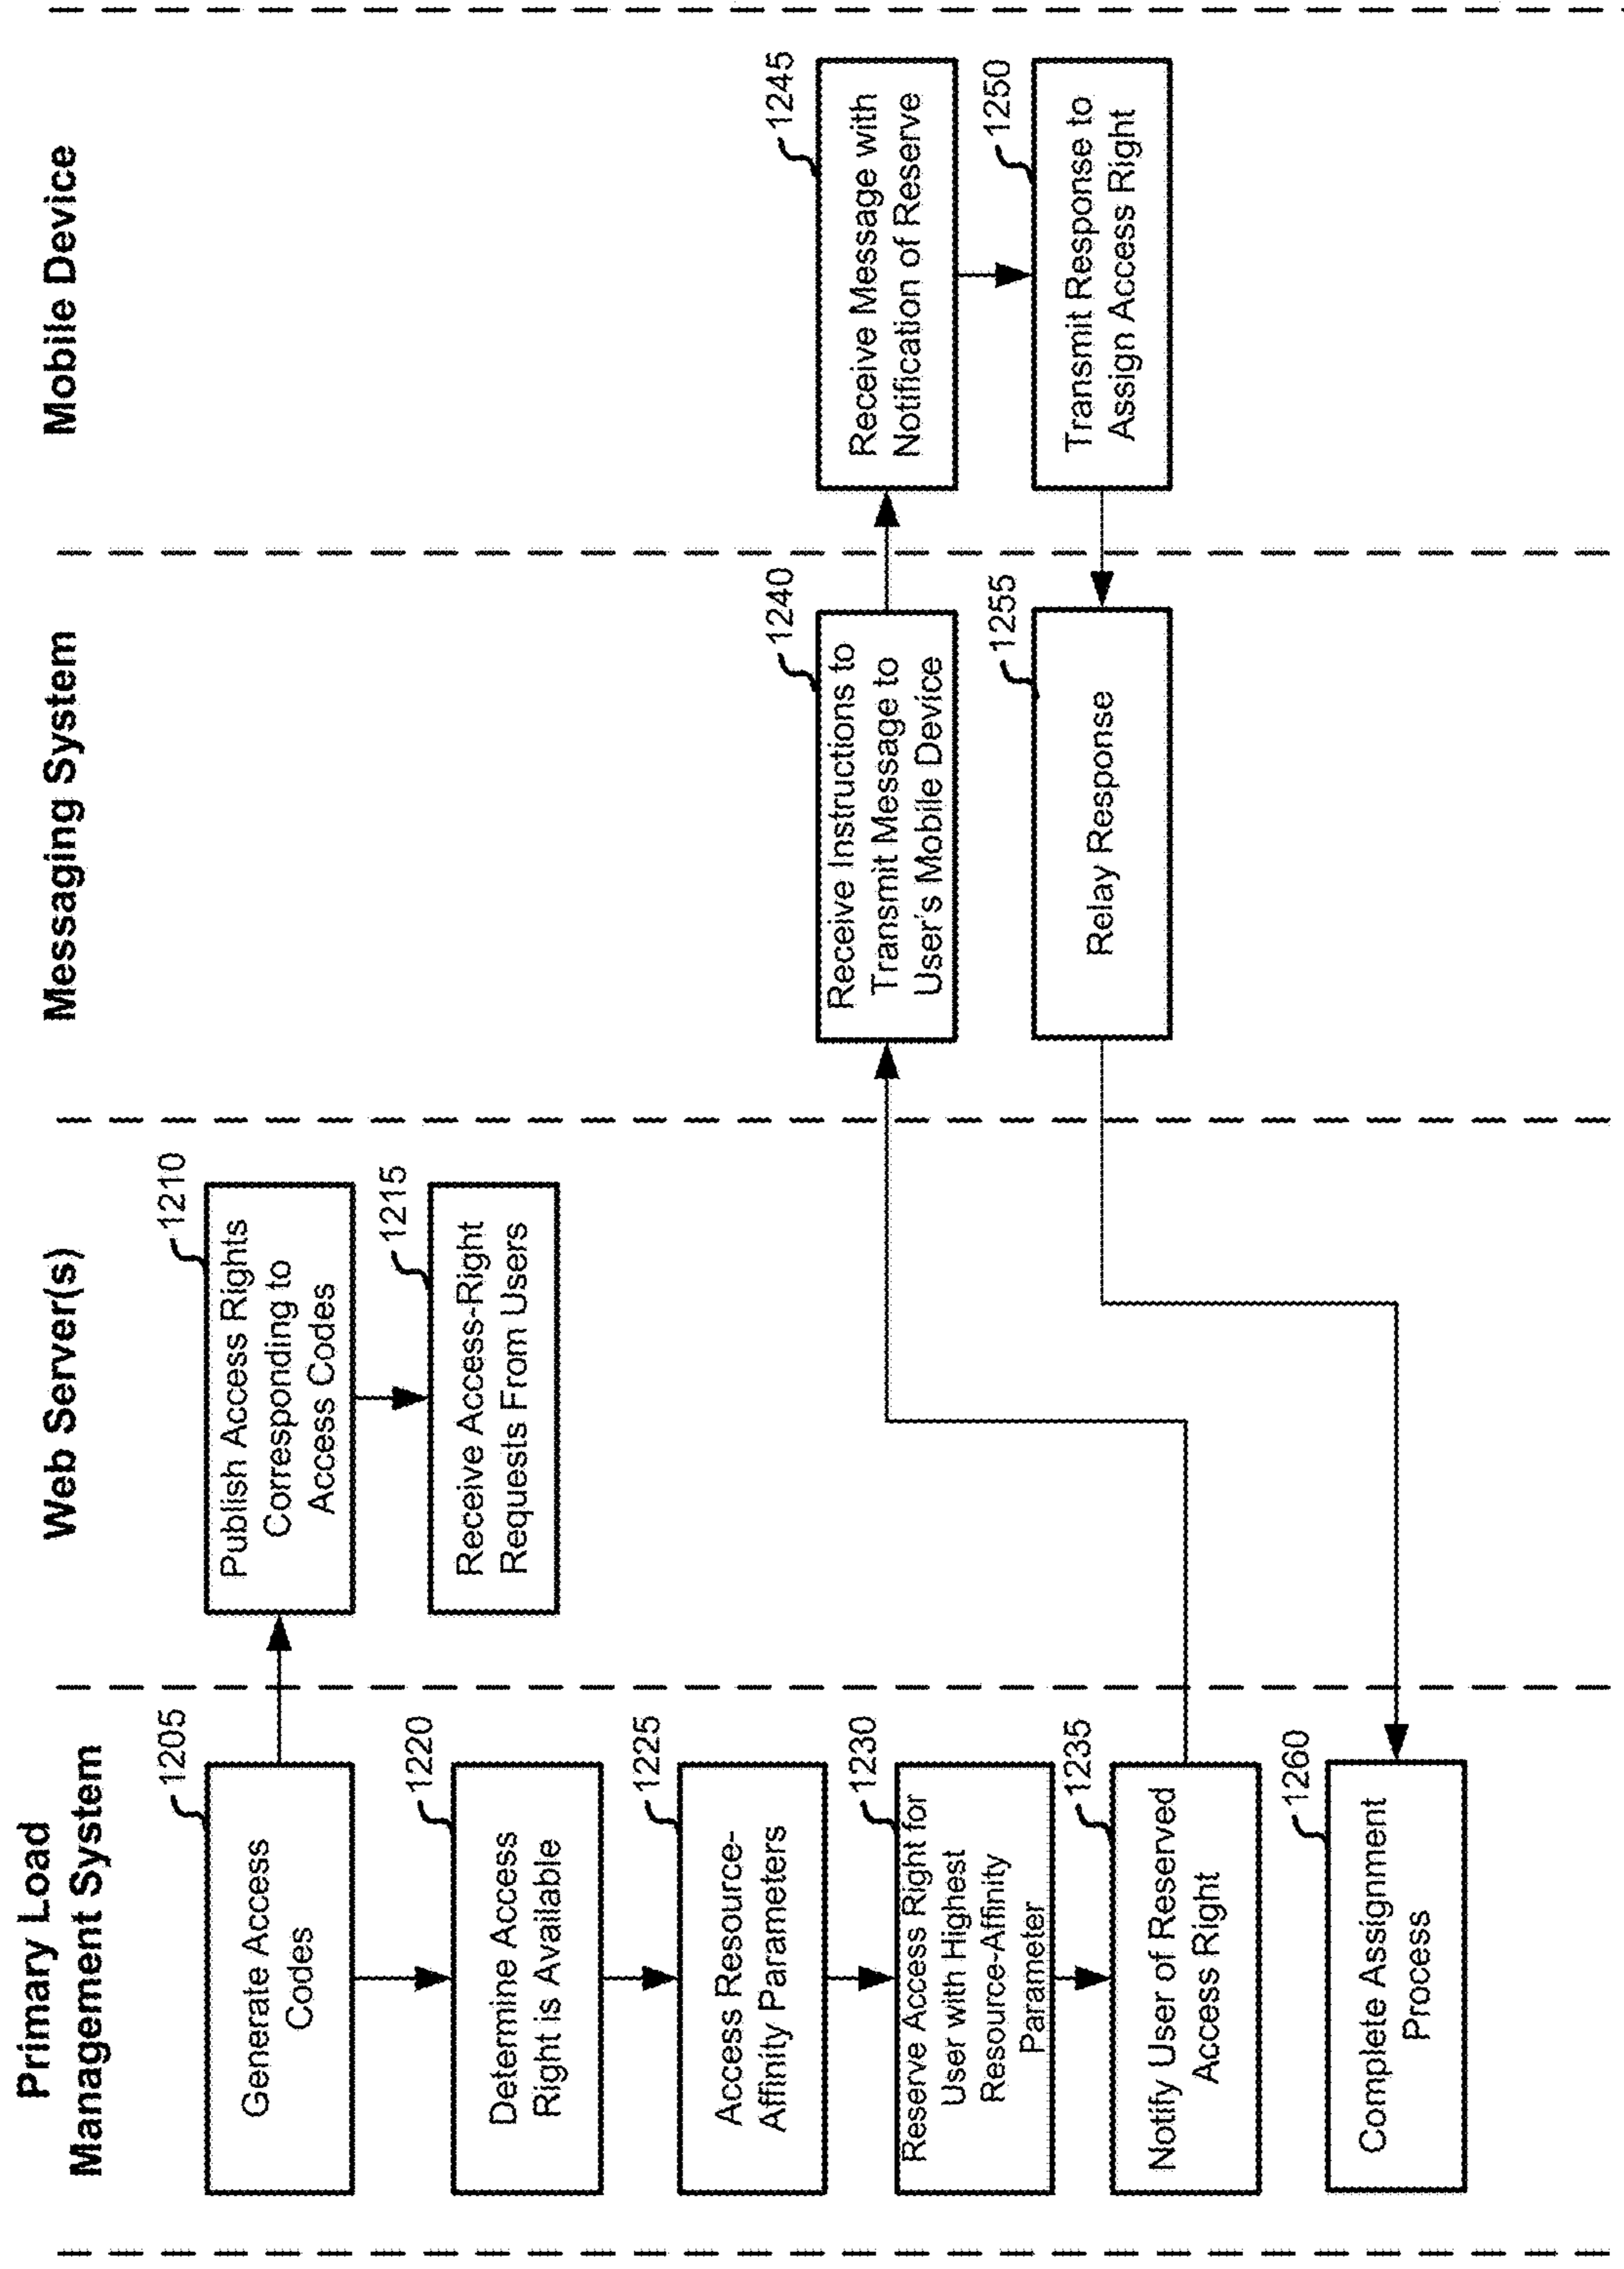 Primary Load
Management System
Web Server(s)
Messaging System
Mobile Device
1205
Generate Access
Codes
1210
Publish Access Rights
Corresponding to
Access Codes
1215
Receive Access-Right
Requests From Users
1220
Determine Access
Right is Available
1225
Access Resource-
Affinity Parameters
1230
Reserve Access Right for
User with Highest
Resource-Affinity
Parameter
1235
Notify User of Reserved
Access Right
1240
Receive Instructions to
Transmit Message to
User's Mobile Device
1245
Receive Message with
Notification of Reserve
1250
Transmit Response to
Assign Access Right
1255
Relay Response
1260
Complete Assignment
Process